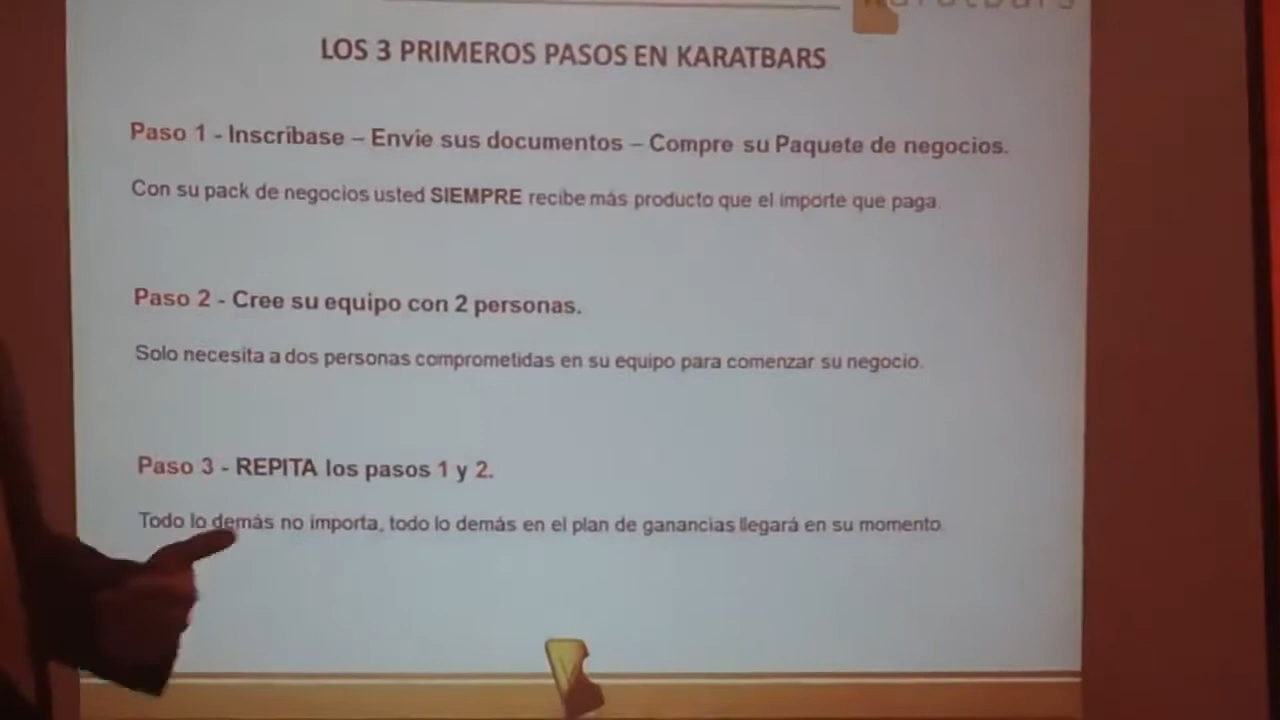 LOS 3 PRIMEROS PASOS EN KARATBARS
Paso 1 - Inscribase – Envíe sus documentos – Compre su Paquete de negocios.
Con su pack de negocios usted SIEMPRE recibe más producto que el importe que paga.
Paso 2 - Cree su equipo con 2 personas.
Solo necesita a dos personas comprometidas en su equipo para comenzar su negocio.
Paso 3 - REPITA los pasos 1 y 2.
Todo lo demás no importa, todo lo demás en el plan de ganancias llegará en su momento.